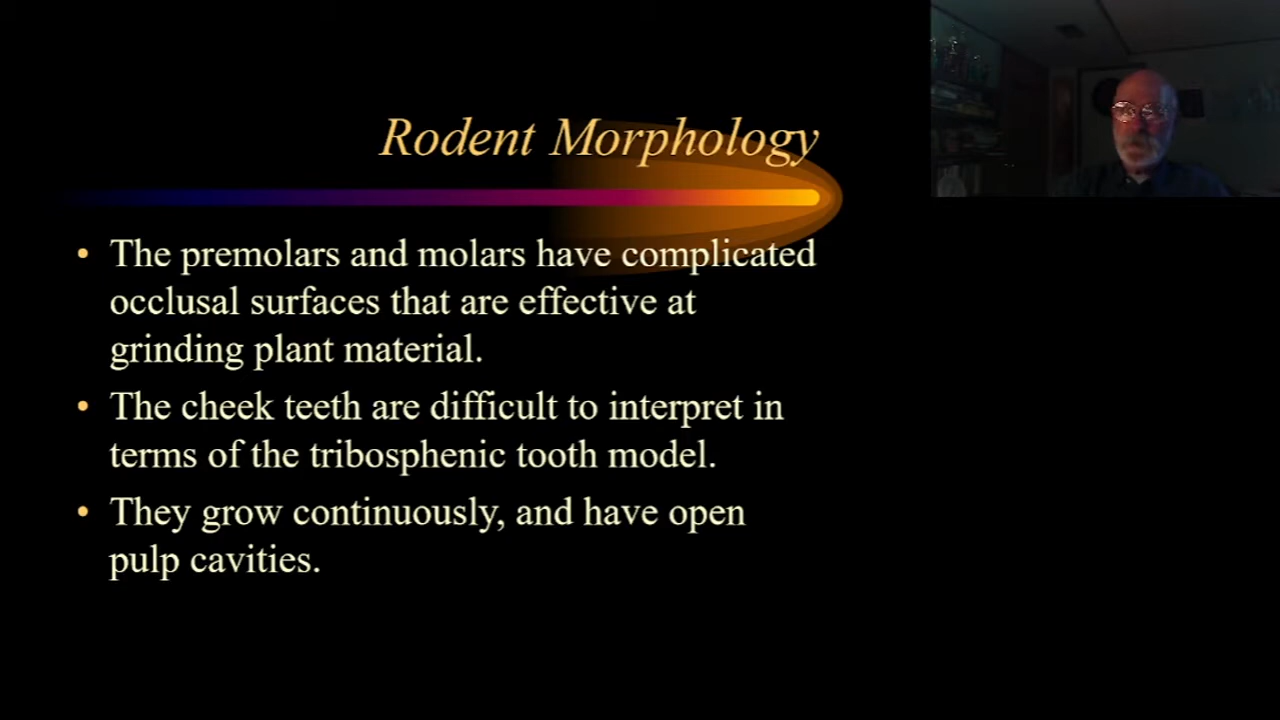 Rodent Morphology
• The premolars and molars have complicated
occlusal surfaces that are effective at
grinding plant material.
• The cheek teeth are difficult to interpret in
terms of the tribosphenic tooth model.
• They grow continuously, and have open
pulp cavities.